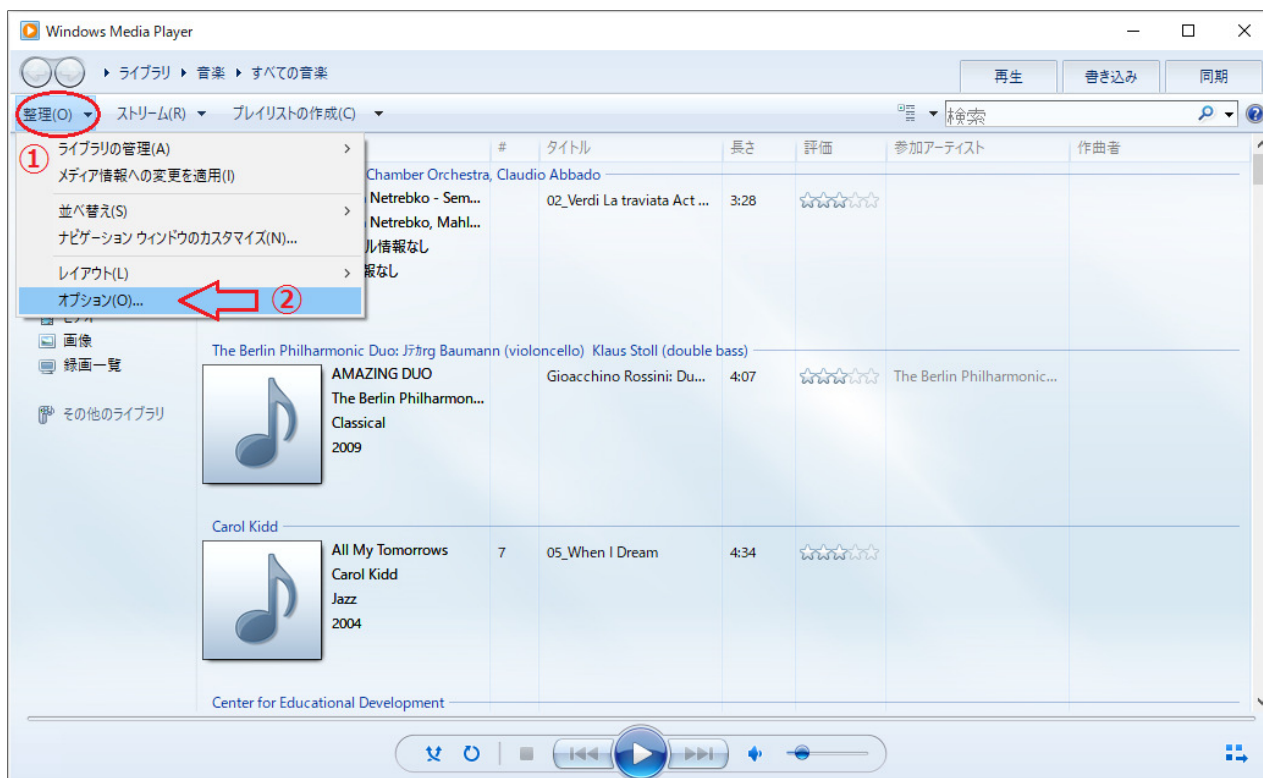 Windows Media Player
ライブラリ 音楽 すべての音楽
再生 書き込み 同期
整理(O) ストリーム(R) プレイリストの作成(C)
検索
①
ライブラリの管理(A)
メディア情報への変更を適用(I)
並べ替え(S)
ナビゲーション ウィンドウのカスタマイズ(N)...
レイアウト(L)
オプション(O)...
②
画像
録画一覧
その他のライブラリ
# タイトル 長さ 評価 参加アーティスト 作曲者
Chamber Orchestra, Claudio Abbado
Netrebko - Sem... 02_Verdi La traviata Act ... 3:28
Netrebko, Mahl...
ル情報なし
報なし
The Berlin Philharmonic Duo: Jﾃｶrg Baumann (violoncello) Klaus Stoll (double bass)
AMAZING DUO Gioacchino Rossini: Du... 4:07 The Berlin Philharmonic...
The Berlin Philharmon...
Classical
2009
Carol Kidd
All My Tomorrows 7 05_When I Dream 4:34
Carol Kidd
Jazz
2004
Center for Educational Development